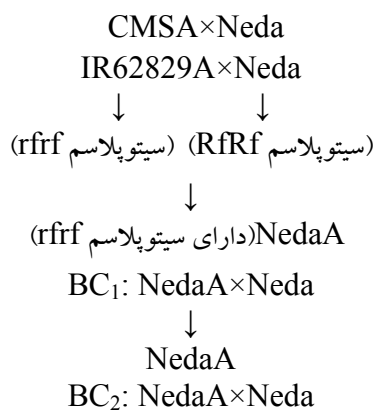 CMSA×Neda
IR62829A×Neda
↓ ↓
(سیتوپلاسم RfRf) (سیتوپلاسم rfrf)
↓
NedaA(دارای سیتوپلاسم rfrf)
BC₁: NedaA×Neda
↓
NedaA
BC₂: NedaA×Neda